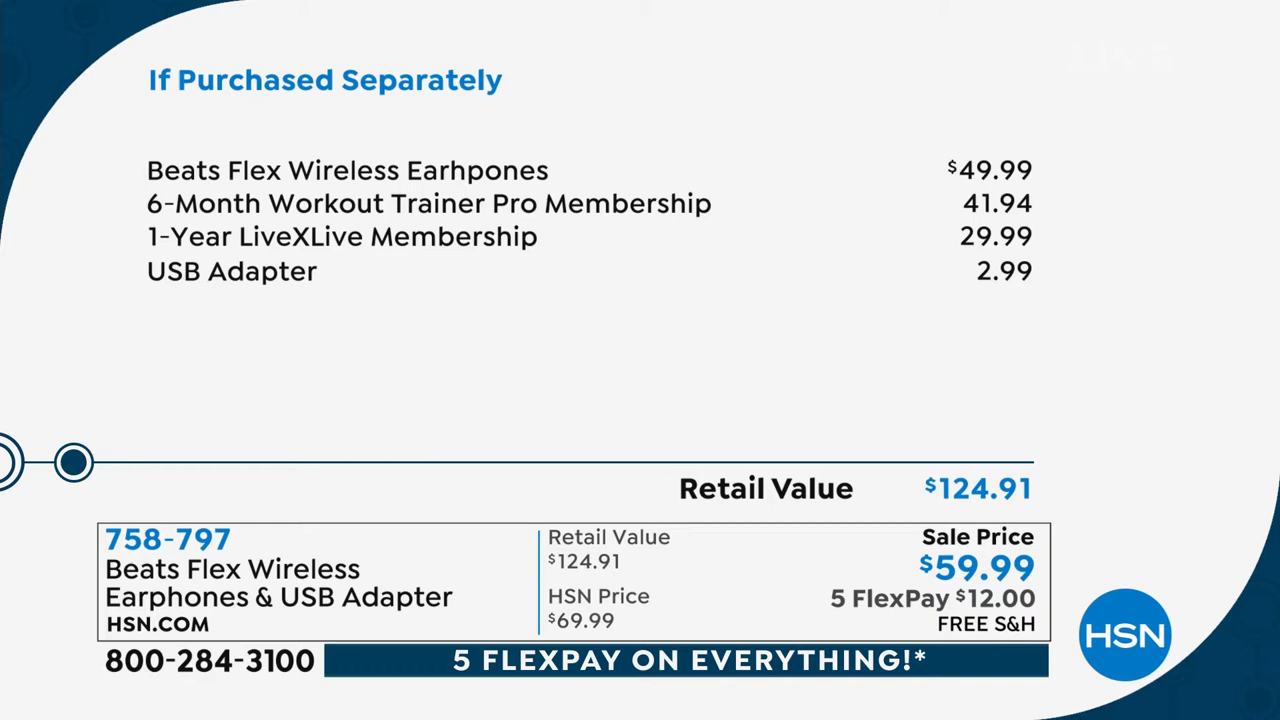 If Purchased Separately
Beats Flex Wireless Earhpones $49.99
6-Month Workout Trainer Pro Membership 41.94
1-Year LiveXLive Membership 29.99
USB Adapter 2.99
Retail Value $124.91
758-797
Beats Flex Wireless
Earphones & USB Adapter
HSN.COM
Retail Value
$124.91
HSN Price
$69.99
Sale Price
$59.99
5 FlexPay $12.00
FREE S&H
HSN
800-284-3100
5 FLEXPAY ON EVERYTHING!*